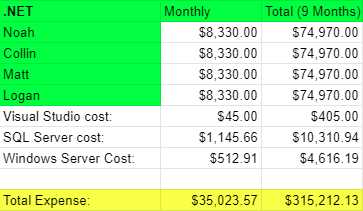 .NET Monthly Total (9 Months)
Noah $8,330.00 $74,970.00
Collin $8,330.00 $74,970.00
Matt $8,330.00 $74,970.00
Logan $8,330.00 $74,970.00
Visual Studio cost: $45.00 $405.00
SQL Server cost: $1,145.66 $10,310.94
Windows Server Cost: $512.91 $4,616.19
Total Expense: $35,023.57 $315,212.13